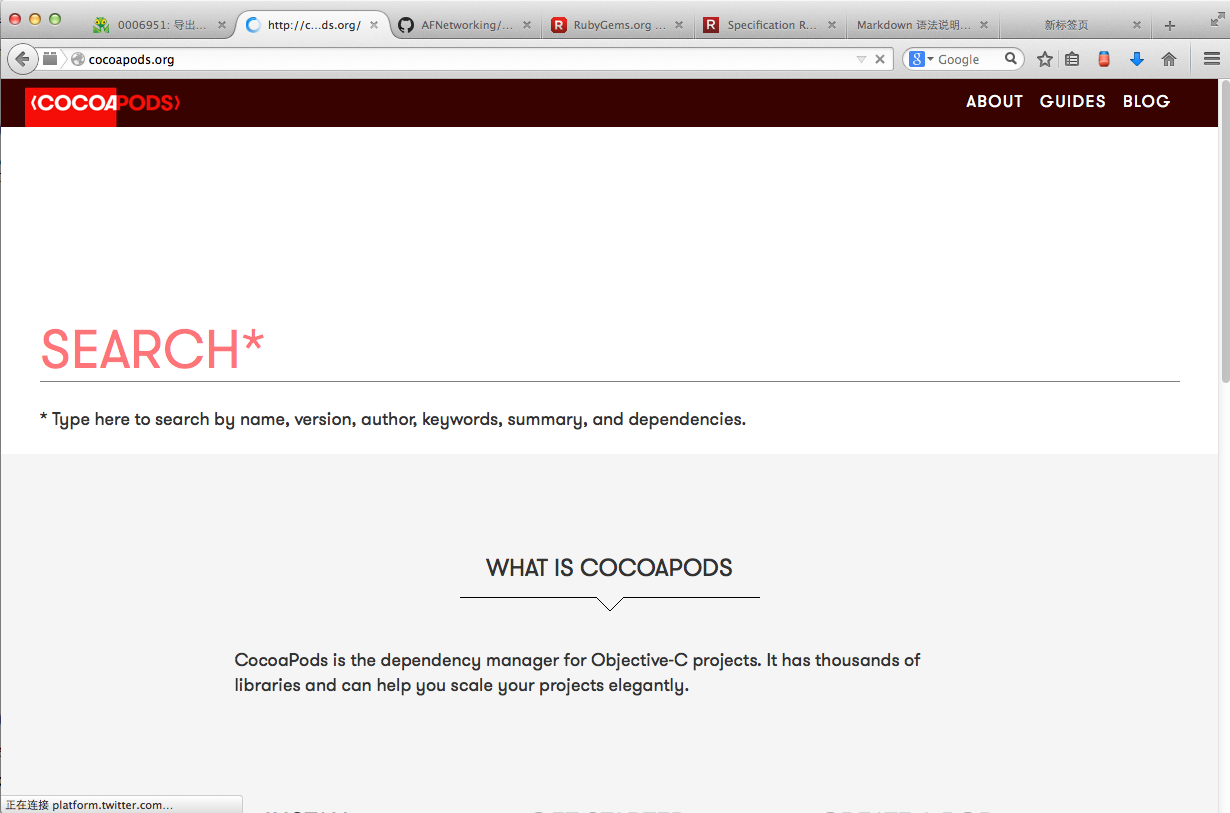 0006951: 导出...
http://c...ds.org/
AFNetworking/...
RubyGems.org ...
Specification R...
Markdown 语法说明...
新标签页
cocoapods.org
Google
COCOAPODS
ABOUT GUIDES BLOG
SEARCH*
* Type here to search by name, version, author, keywords, summary, and dependencies.
WHAT IS COCOAPODS
CocoaPods is the dependency manager for Objective-C projects. It has thousands of
libraries and can help you scale your projects elegantly.
正在连接 platform.twitter.com...